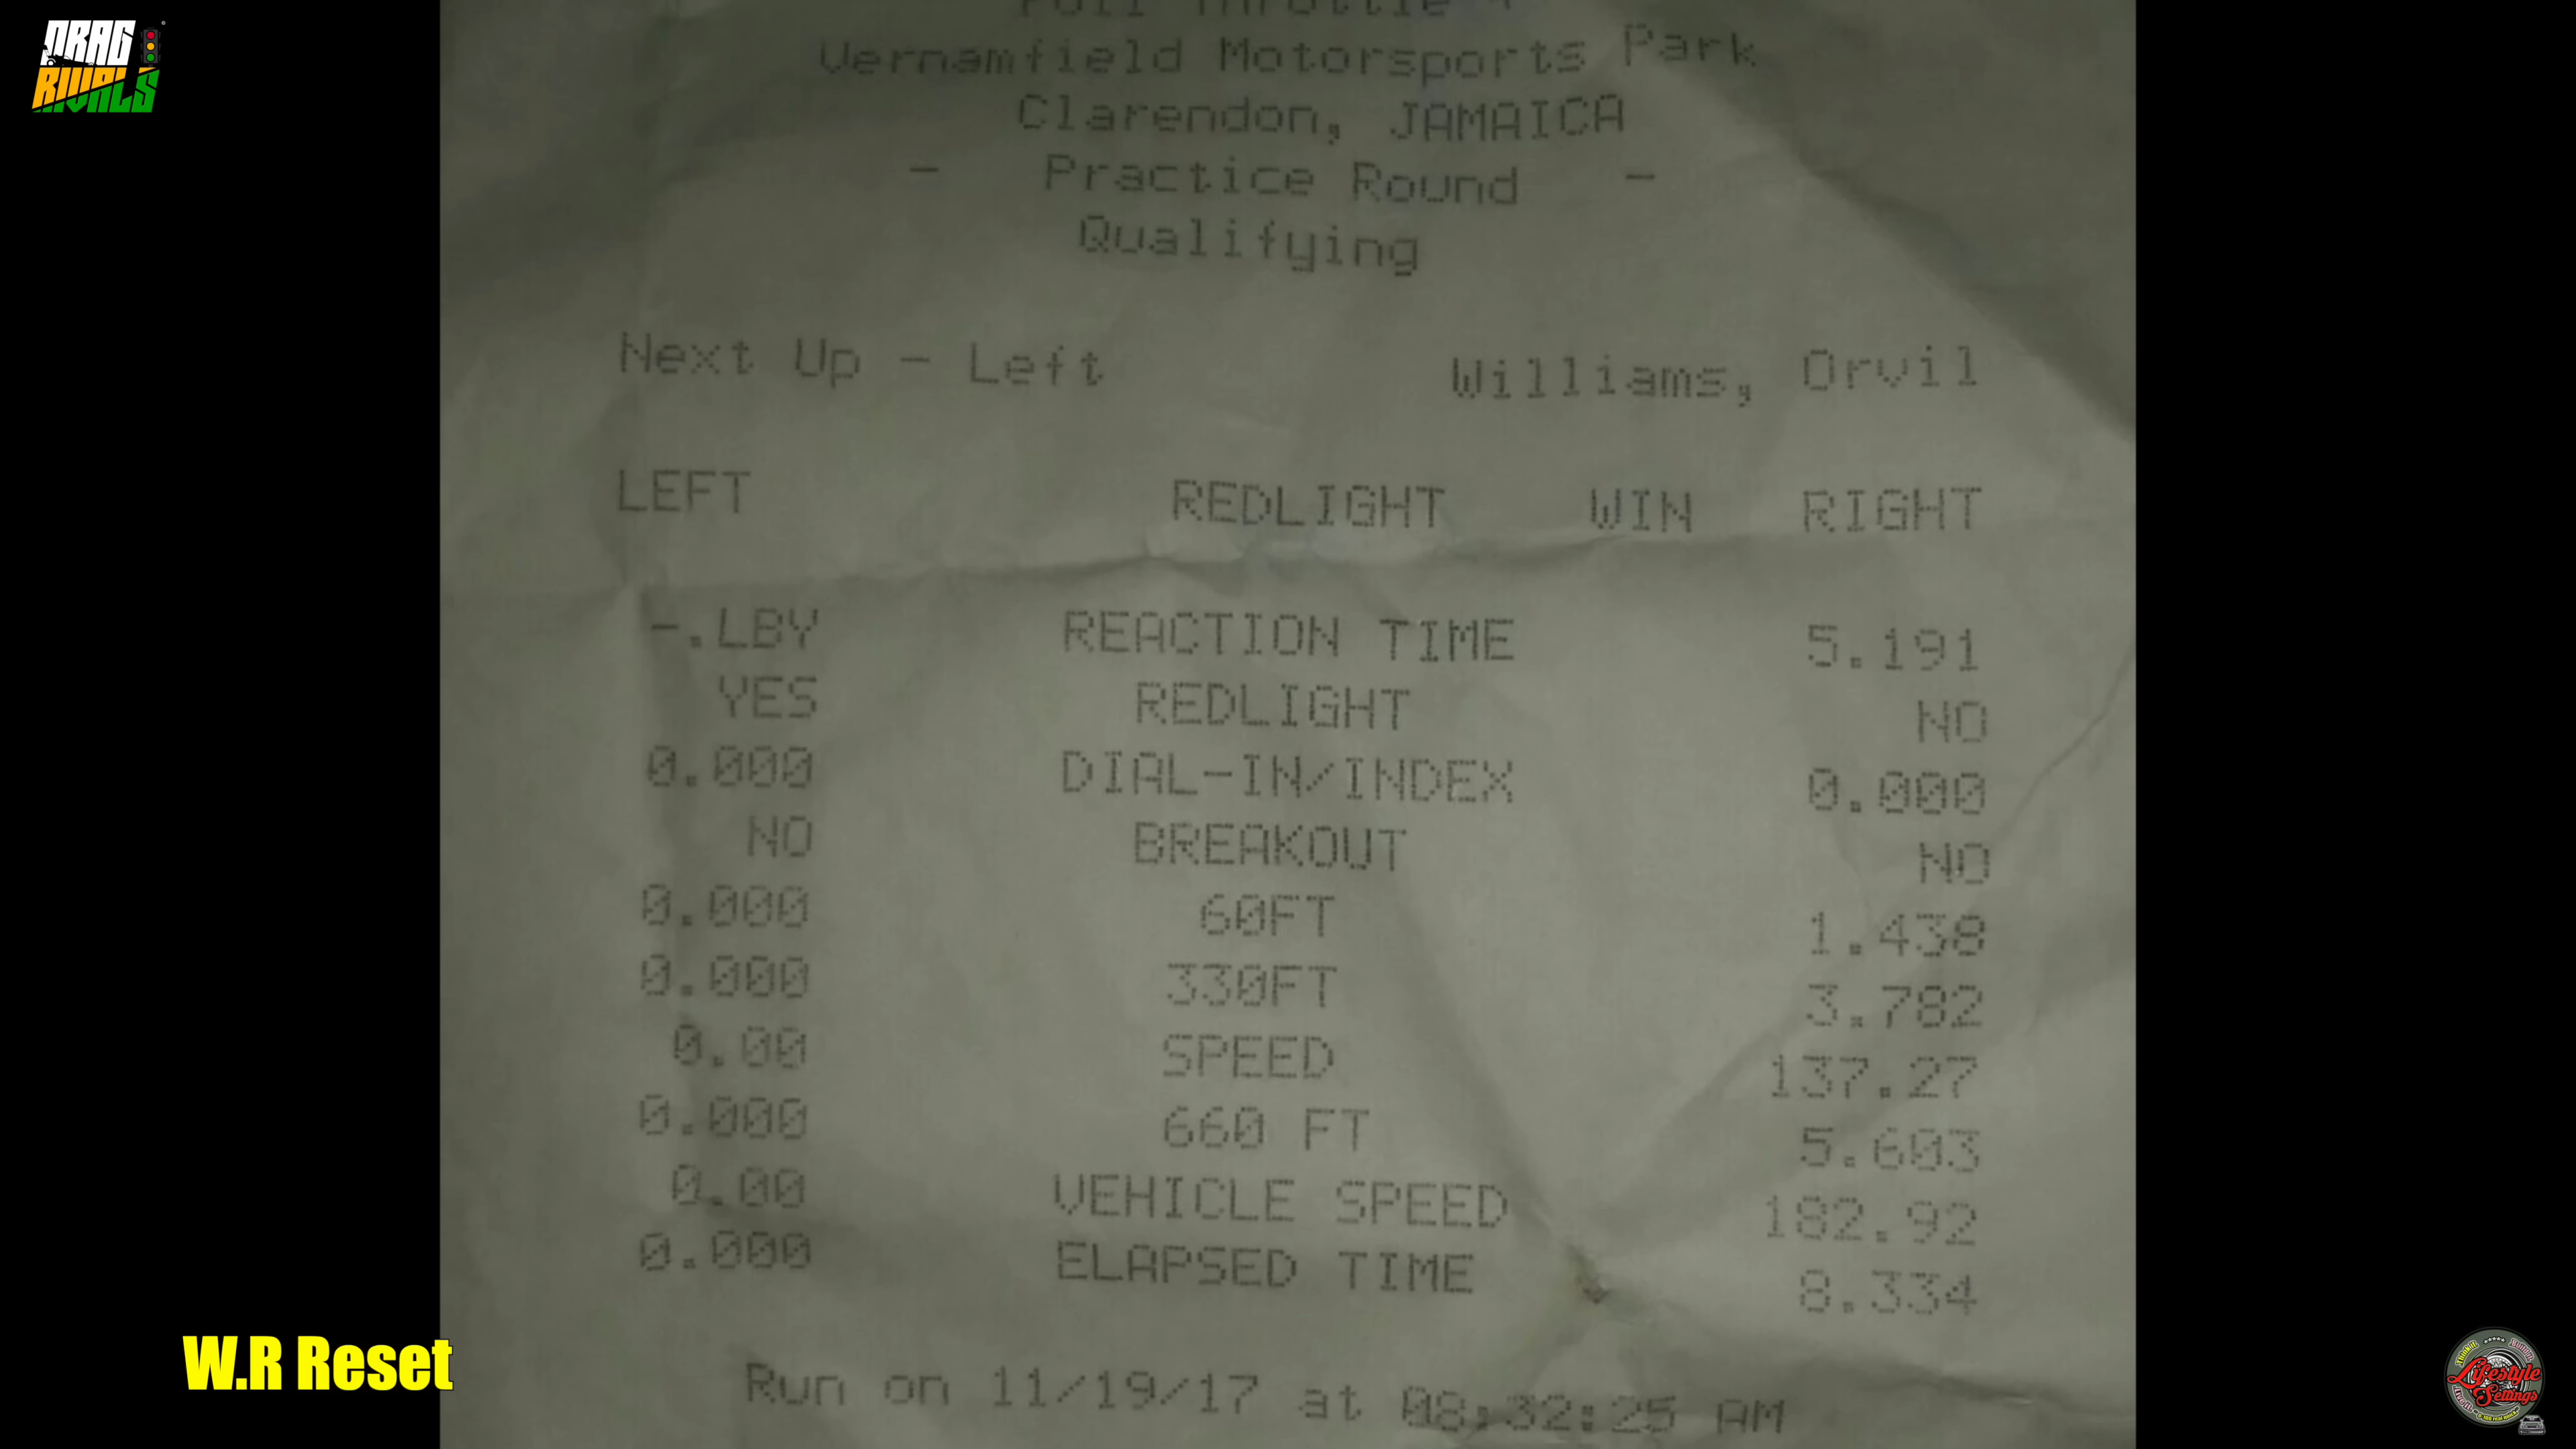 DRAG
RIVALS
Full Throttle
Vernamfield Motorsports Park
Clarendon, JAMAICA
- Practice Round -
Qualifying
Next Up - Left Williams, Orvil
LEFT REDLIGHT WIN RIGHT
-.LBY REACTION TIME 5.191
YES REDLIGHT NO
0.000 DIAL-IN/INDEX 0.000
NO BREAKOUT NO
0.000 60FT 1.438
0.000 330FT 3.782
0.00 SPEED 137.27
0.000 660 FT 5.603
0.00 VEHICLE SPEED 182.92
0.000 ELAPSED TIME 8.334
Run on 11/19/17 at 08:32:25 AM
W.R Reset
Lifestyle
Settings